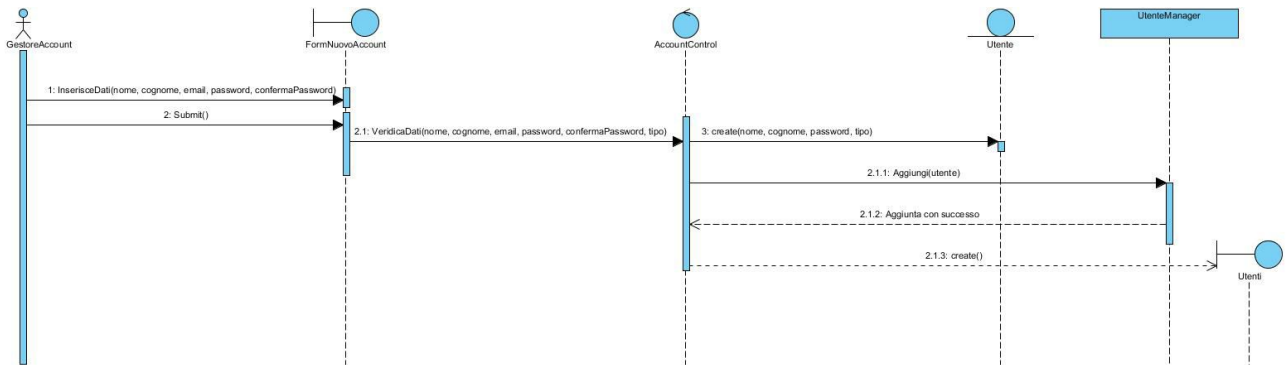 UtenteManager
GestoreAccount
FormNuovoAccount
AccountControl
Utente
1: InserisceDati(nome, cognome, email, password, confermaPassword)
2: Submit()
2.1: VeridicaDati(nome, cognome, email, password, confermaPassword, tipo)
3: create(nome, cognome, password, tipo)
2.1.1: Aggiungi(utente)
2.1.2: Aggiunta con successo
2.1.3: create()
Utenti